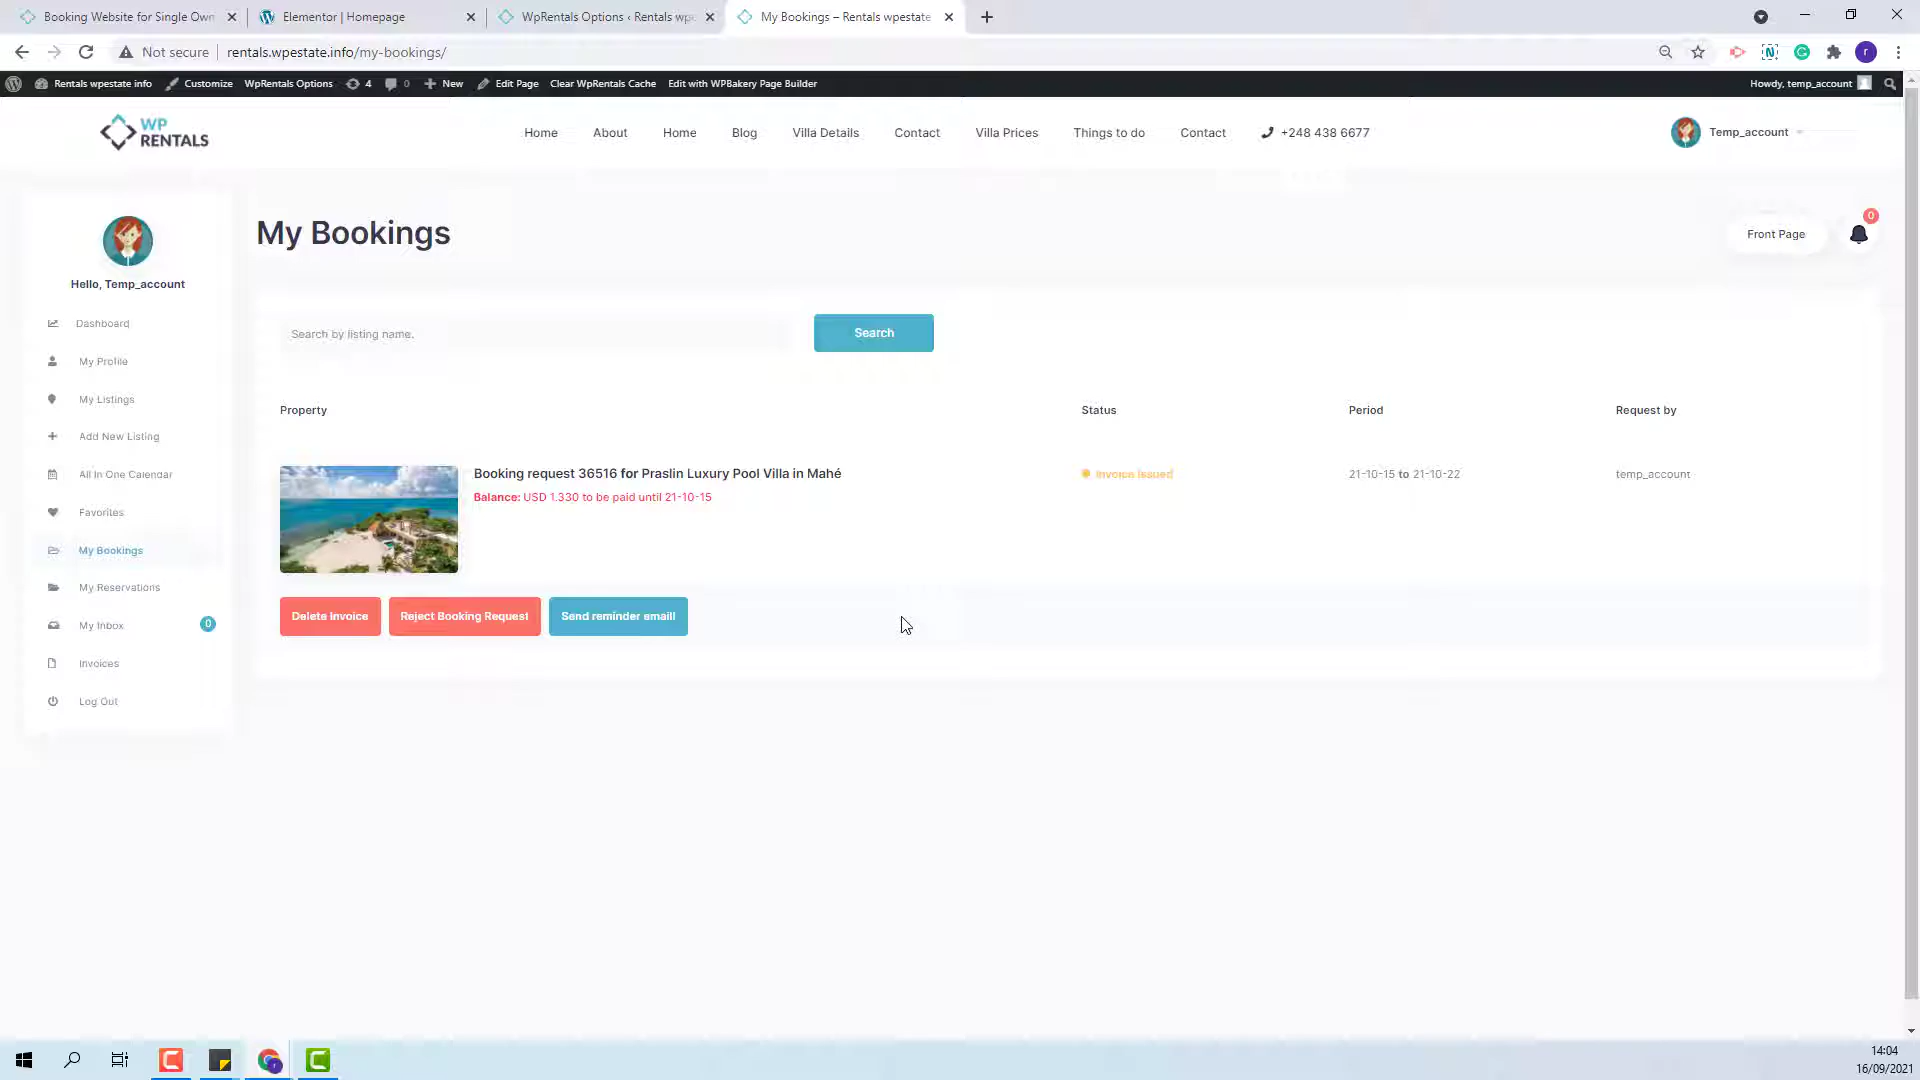 Booking Website for Single Own
Elementor | Homepage
WpRentals Options ‹ Rentals wpe
My Bookings – Rentals wpestate
Not secure
rentals.wpestate.info/my-bookings/
Rentals wpestate info
Customize
WpRentals Options
4
0
New
Edit Page
Clear WpRentals Cache
Edit with WPBakery Page Builder
Howdy, temp_account
WP RENTALS
Home
About
Home
Blog
Villa Details
Contact
Villa Prices
Things to do
Contact
+248 438 6677
Temp_account
Hello, Temp_account
Dashboard
My Profile
My Listings
Add New Listing
All In One Calendar
Favorites
My Bookings
My Reservations
My Inbox
0
Invoices
Log Out
My Bookings
Front Page
0
Search by listing name.
Search
Property
Status
Period
Request by
Booking request 36516 for Praslin Luxury Pool Villa in Mahé
Balance: USD 1.330 to be paid until 21-10-15
Invoice Issued
21-10-15 to 21-10-22
temp_account
Delete Invoice
Reject Booking Request
Send reminder email!
14:04
16/09/2021